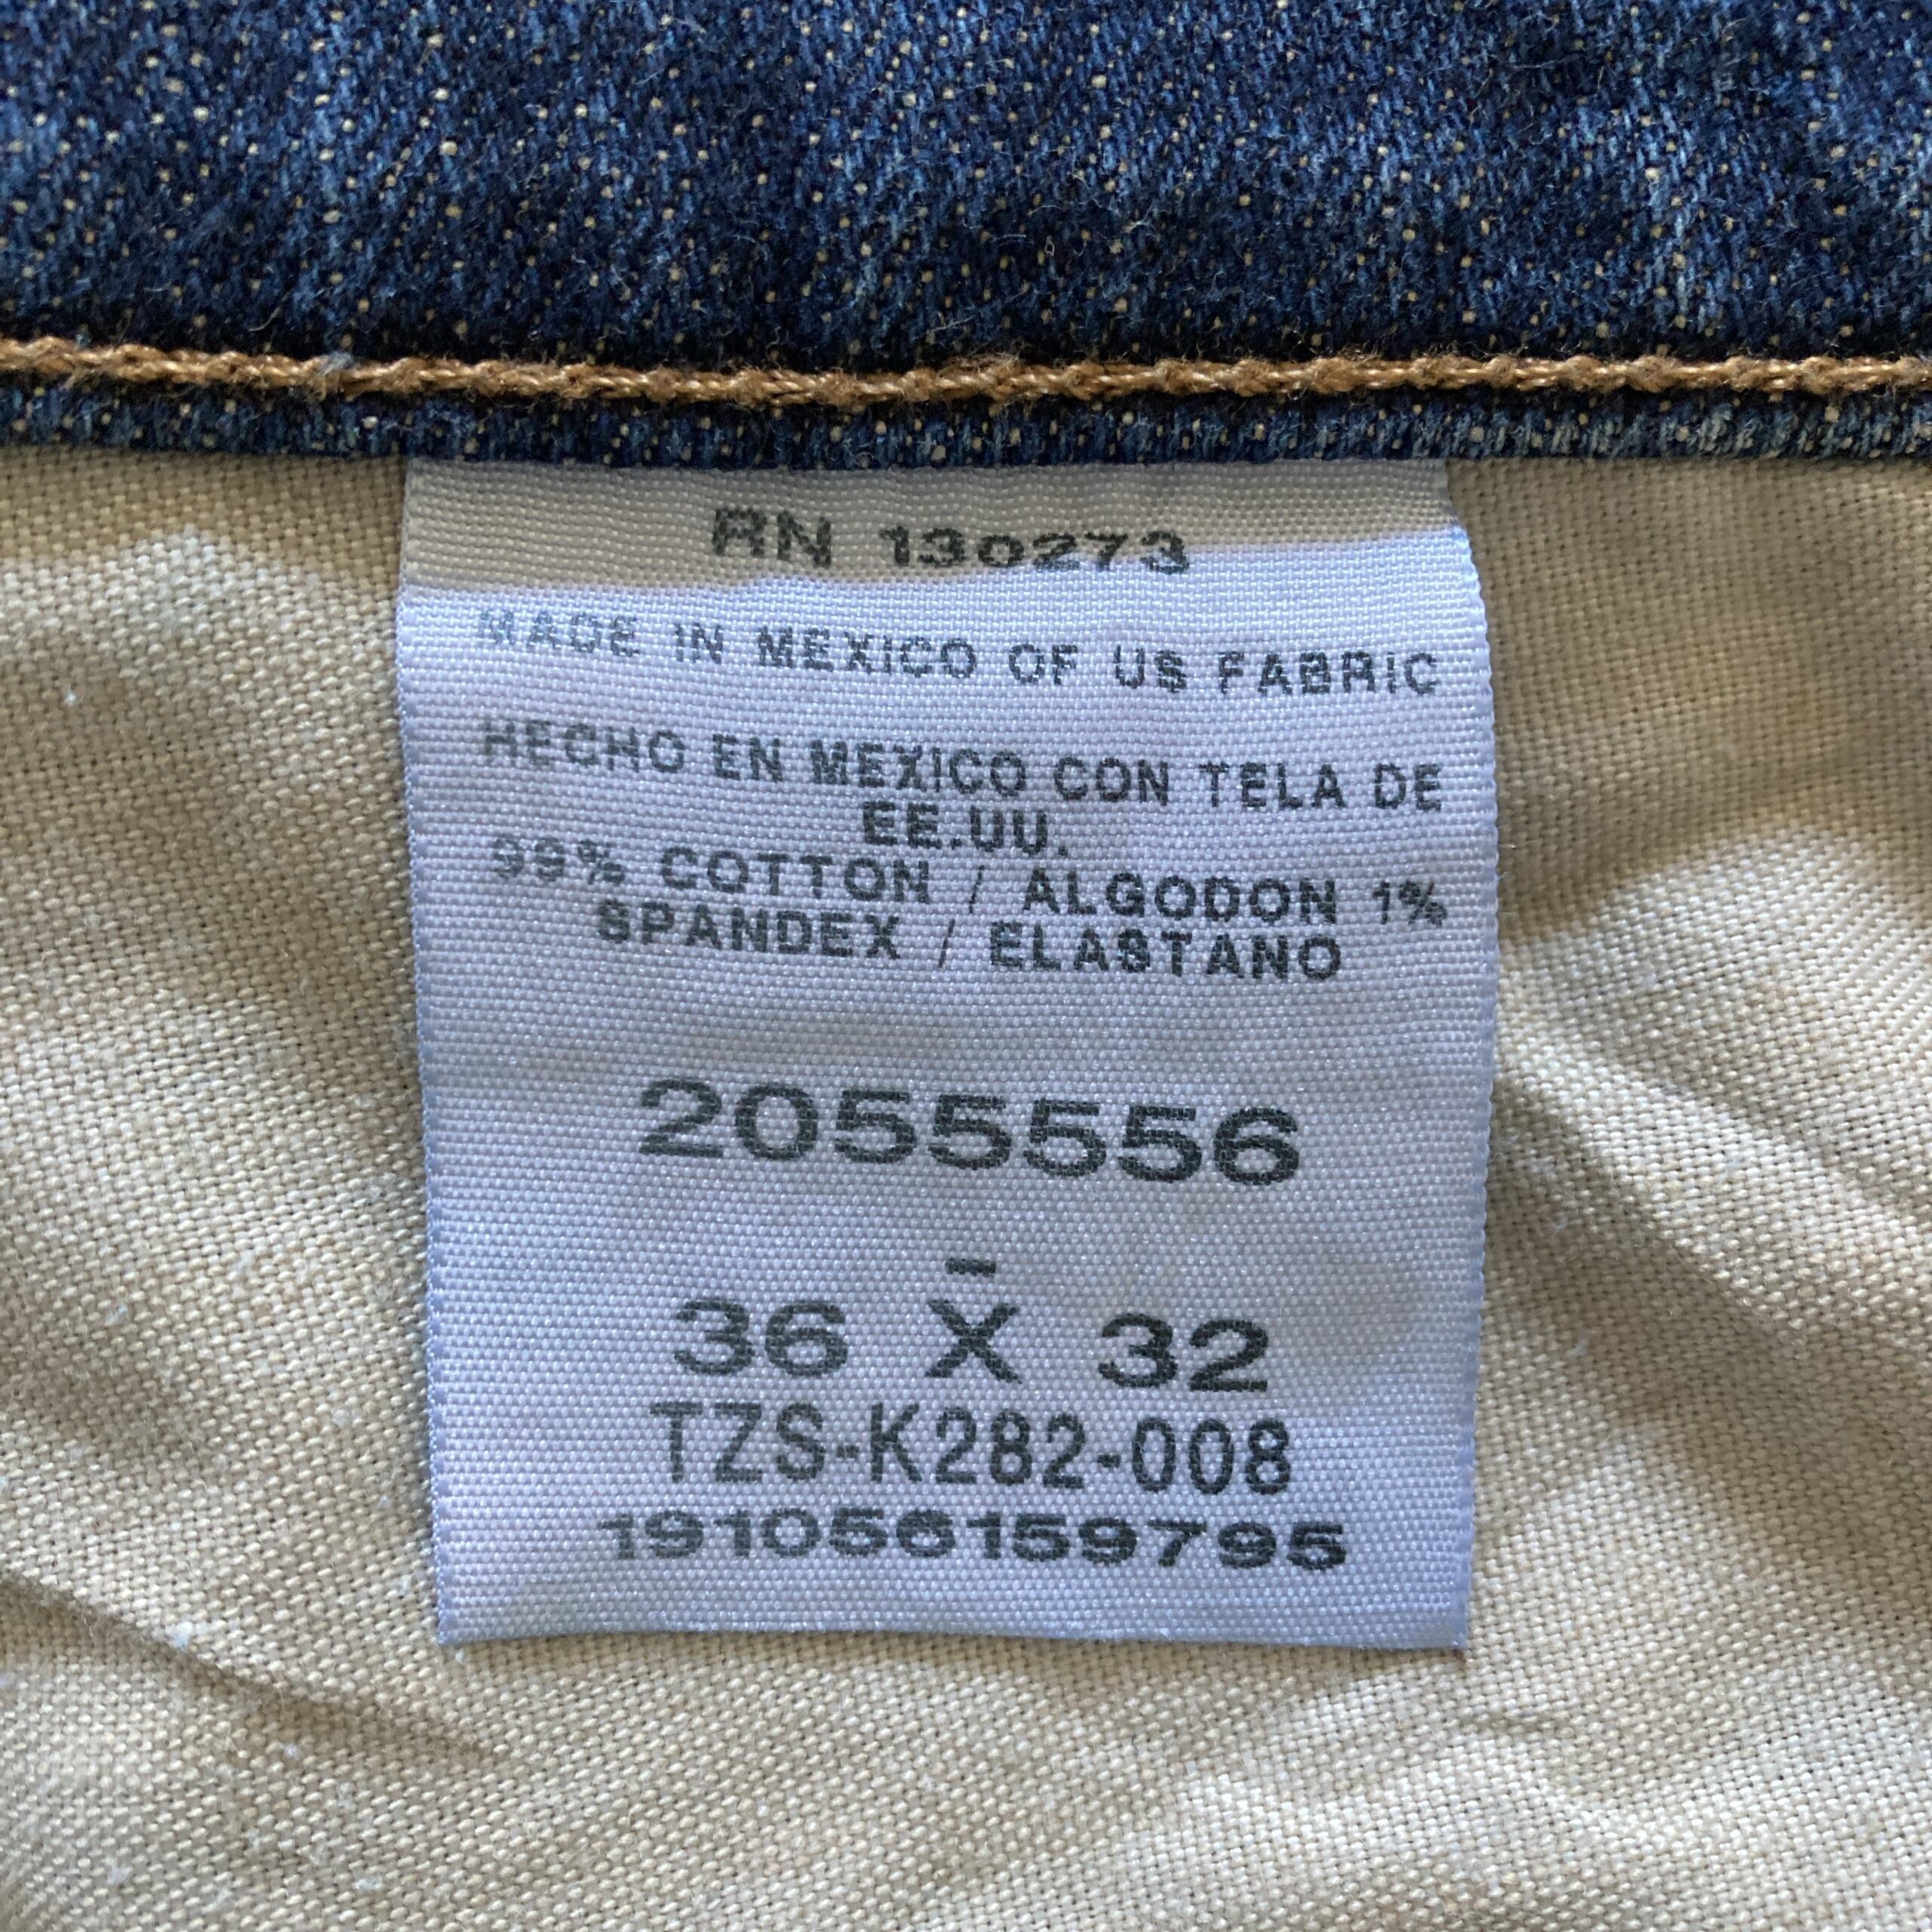 RN 130273
MADE IN MEXICO OF US FABRIC
HECHO EN MEXICO CON TELA DE
EE.UU.
99% COTTON / ALGODON 1%
SPANDEX / ELASTANO
2055556
-
36 X 32
TZS-K282-008
191056159795